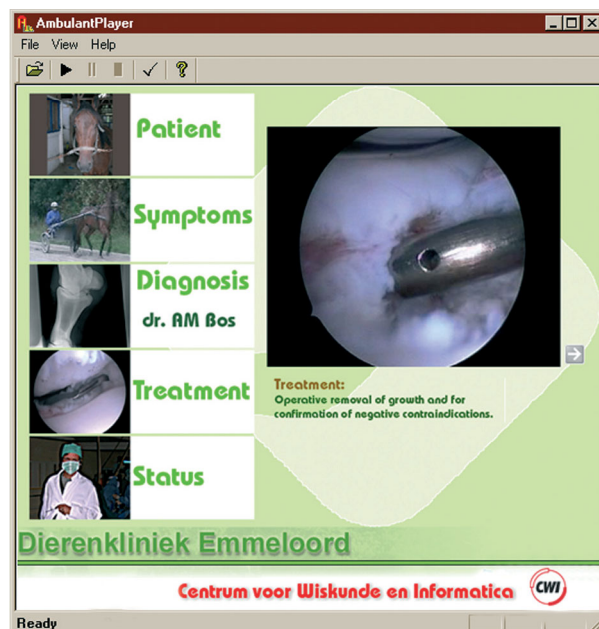 AmbulantPlayer
File View Help
Patient
Symptoms
Diagnosis
dr. AM Bos
Treatment
Status
Treatment:
Operative removal of growth and for
confirmation of negative contraindications.
Dierenkliniek Emmeloord
Centrum voor Wiskunde en Informatica
CWI
Ready